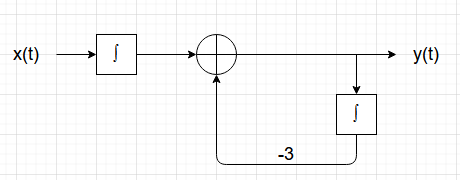 x(t) ∫ y(t)
∫
-3